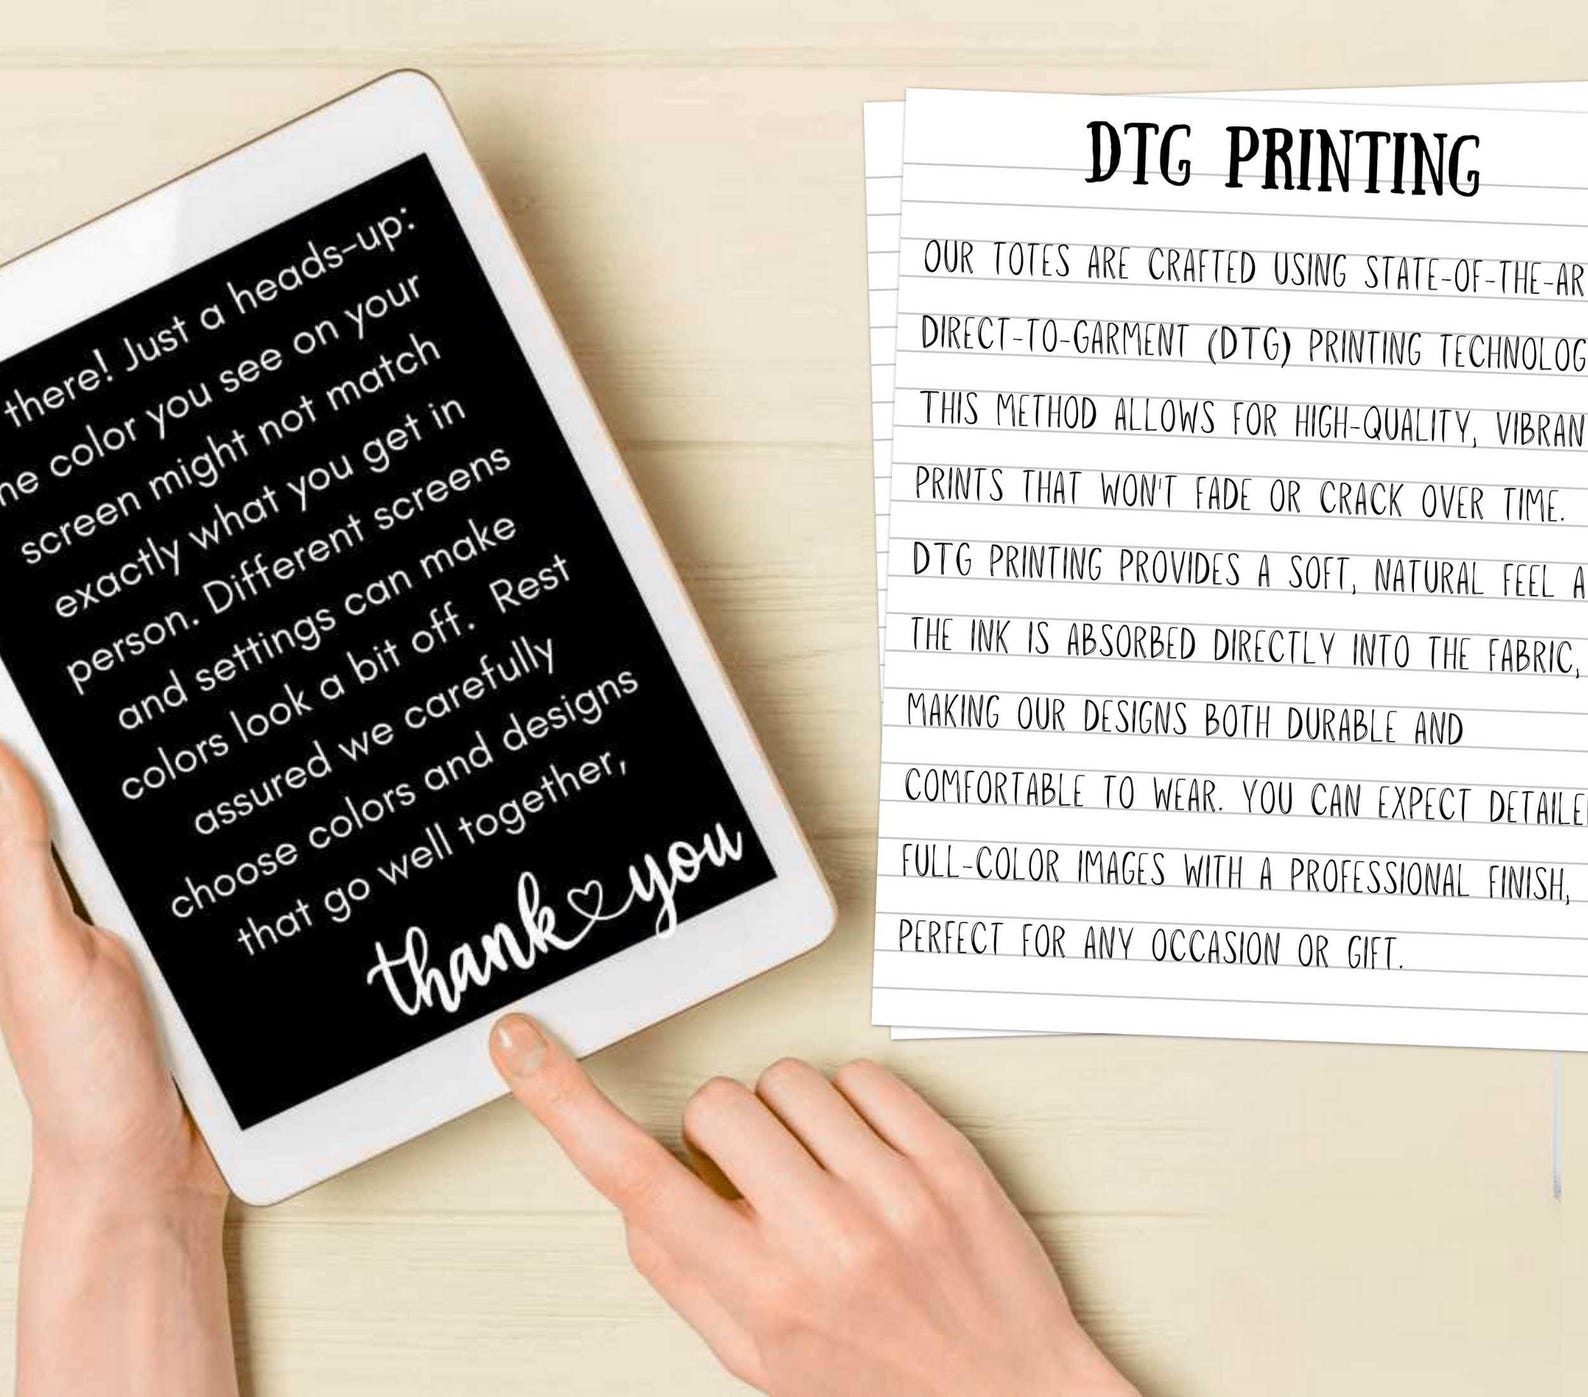 there! Just a heads-up:
he color you see on your
screen might not match
exactly what you get in
person. Different screens
and settings can make
colors look a bit off. Rest
assured we carefully
choose colors and designs
that go well together,
thank you
DTG PRINTING
OUR TOTES ARE CRAFTED USING STATE-OF-THE-AR
DIRECT-TO-GARMENT (DTG) PRINTING TECHNOLOG
THIS METHOD ALLOWS FOR HIGH-QUALITY, VIBRAN
PRINTS THAT WON'T FADE OR CRACK OVER TIME.
DTG PRINTING PROVIDES A SOFT, NATURAL FEEL A
THE INK IS ABSORBED DIRECTLY INTO THE FABRIC,
MAKING OUR DESIGNS BOTH DURABLE AND
COMFORTABLE TO WEAR. YOU CAN EXPECT DETAILE
FULL-COLOR IMAGES WITH A PROFESSIONAL FINISH,
PERFECT FOR ANY OCCASION OR GIFT.